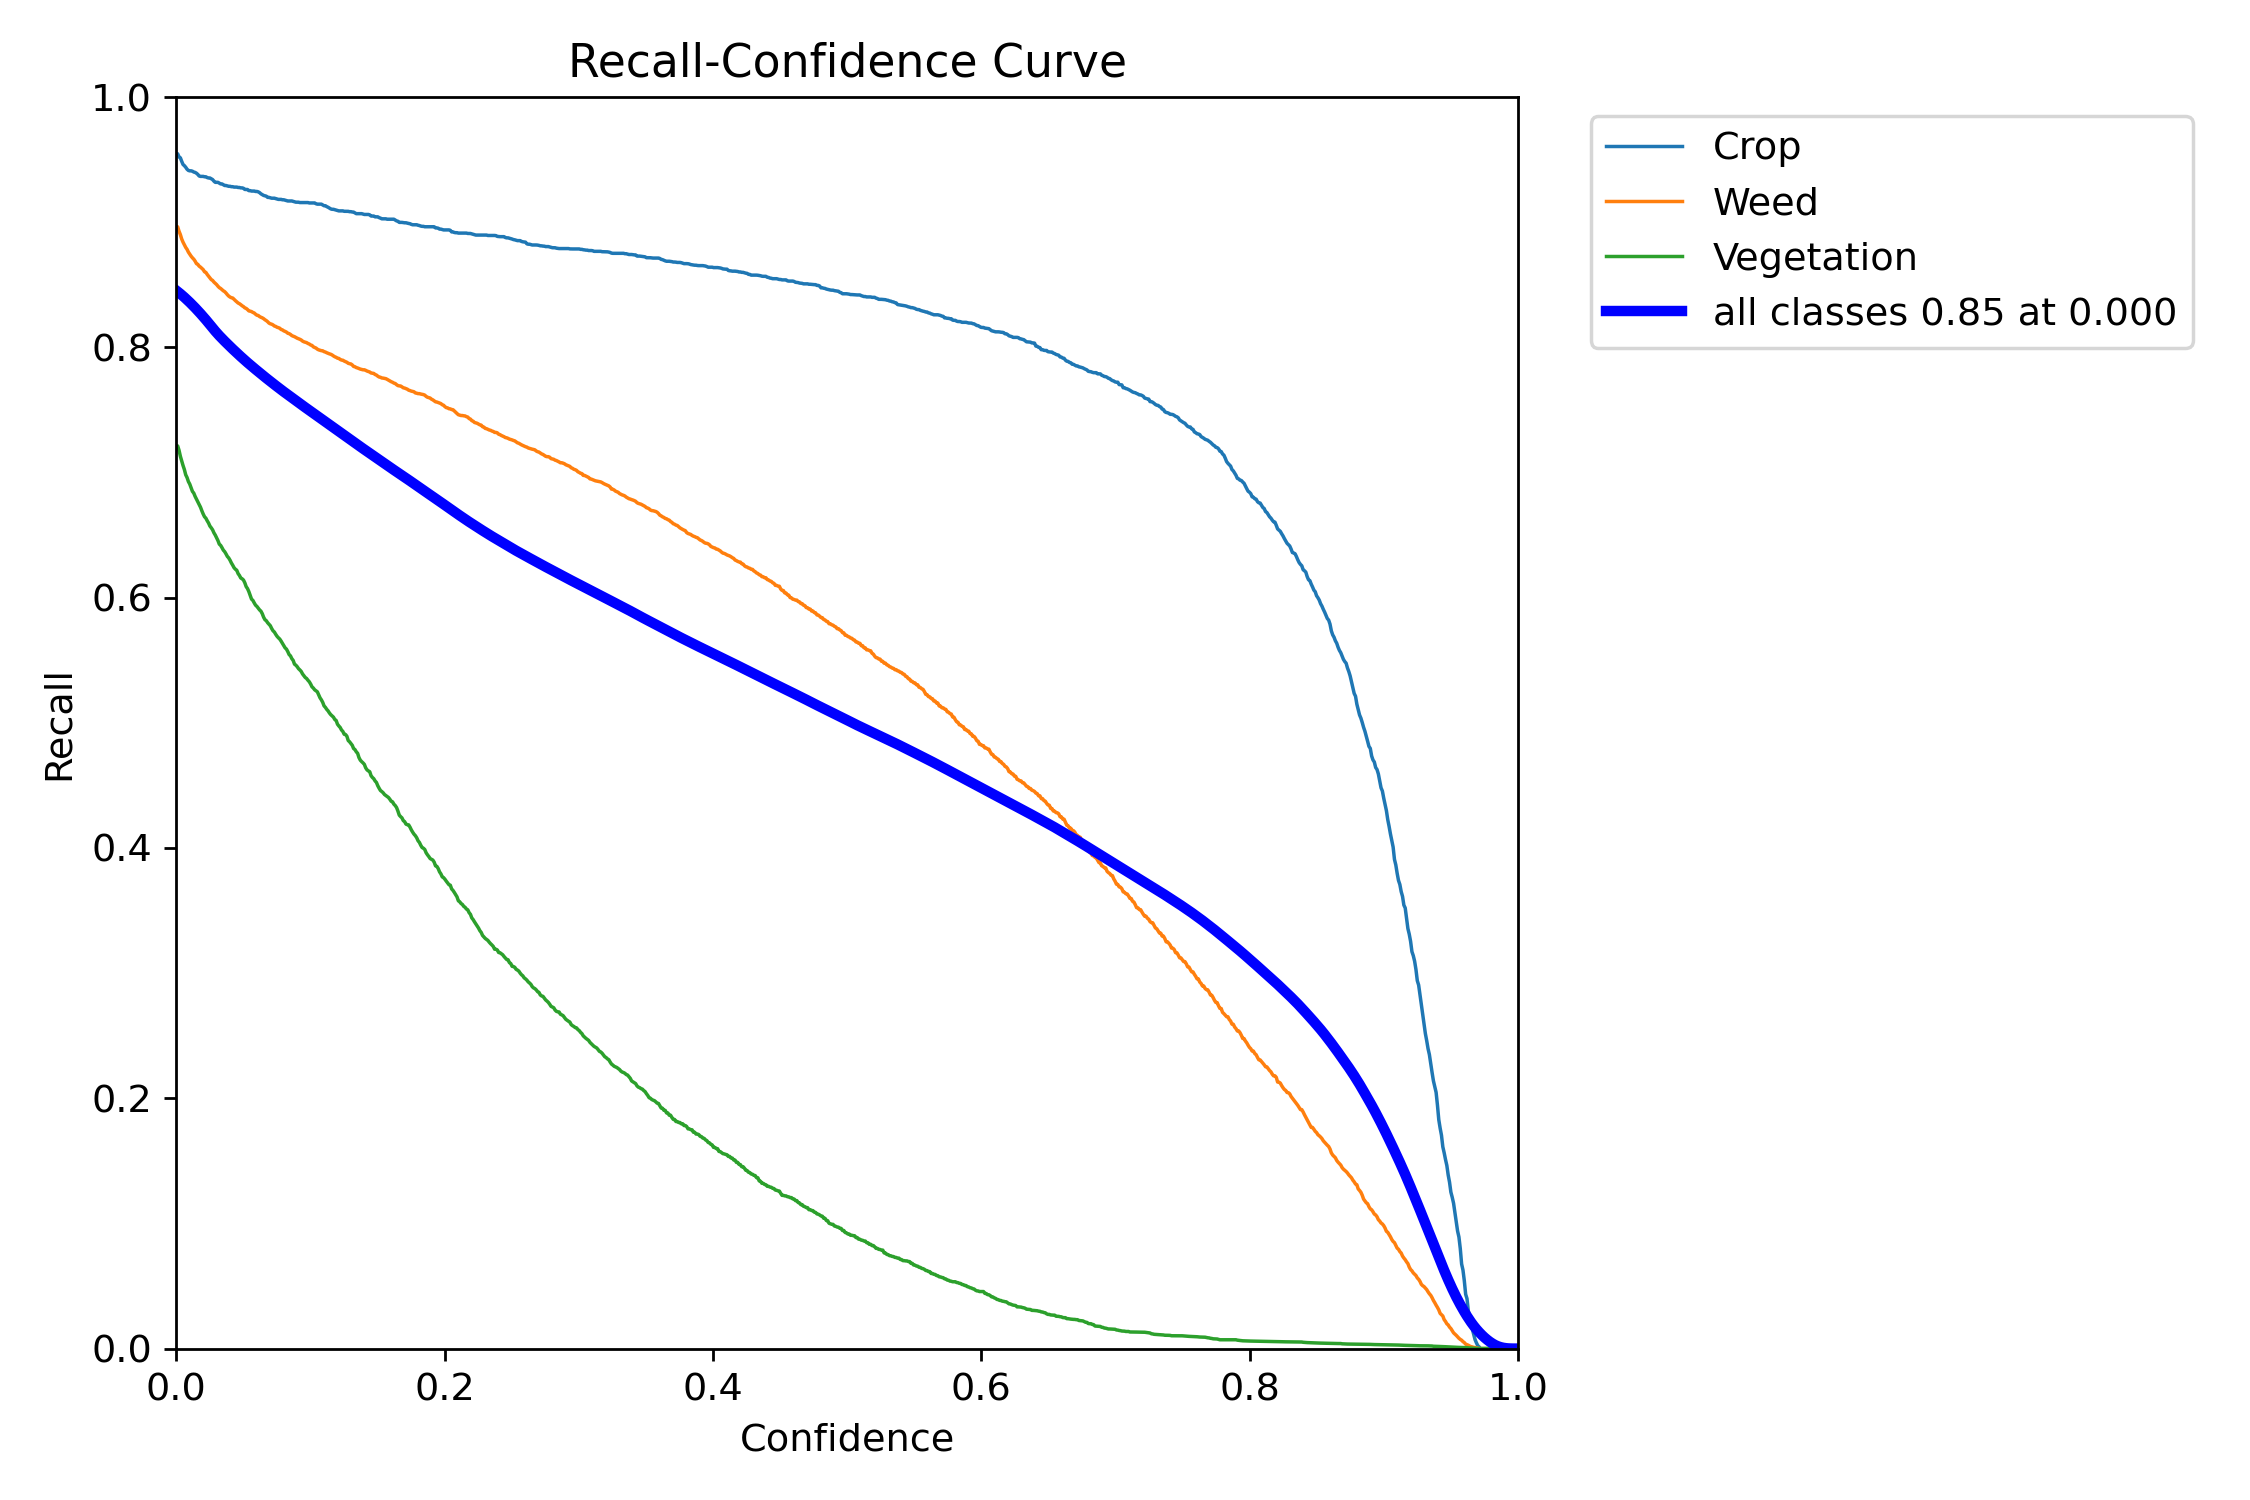 Recall-Confidence Curve
1.0
0.8
0.6
0.4
0.2
0.0
Recall
0.0 0.2 0.4 0.6 0.8 1.0
Confidence
Crop
Weed
Vegetation
all classes 0.85 at 0.000